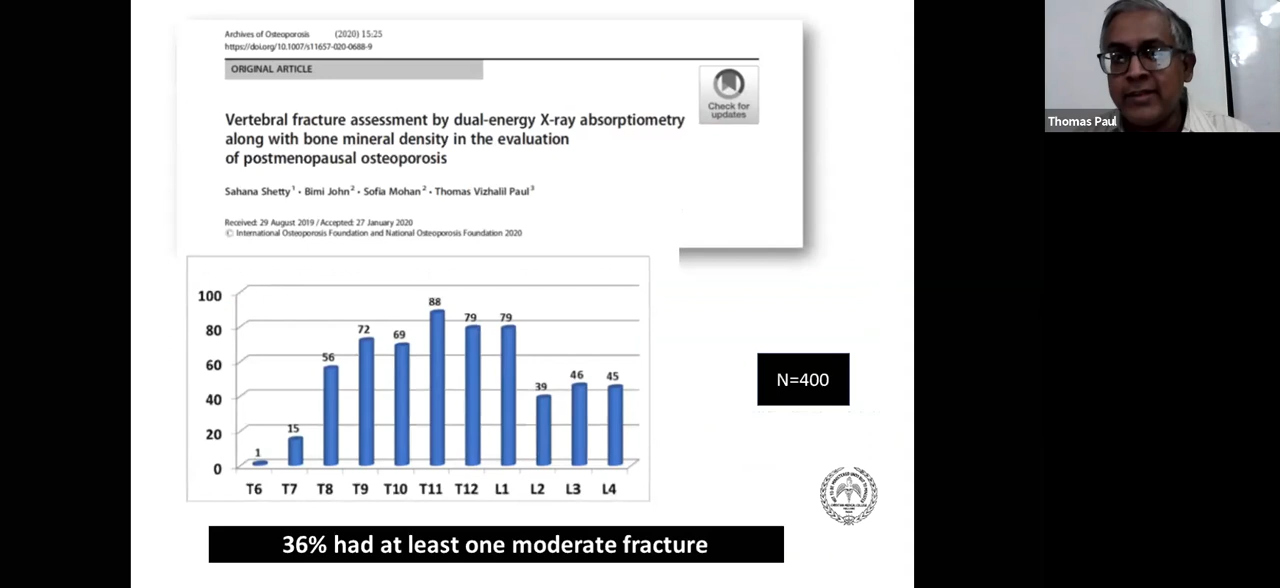 Archives of Osteoporosis (2020) 15:25
https://doi.org/10.1007/s11657-020-0688-9
ORIGINAL ARTICLE
Check for
updates
Vertebral fracture assessment by dual-energy X-ray absorptiometry
along with bone mineral density in the evaluation
of postmenopausal osteoporosis
Sahana Shetty 1 • Bimi John 2 • Sofia Mohan 2 • Thomas Vizhalil Paul 3
Received: 29 August 2019 / Accepted: 27 January 2020
© International Osteoporosis Foundation and National Osteoporosis Foundation 2020
Thomas Paul
100
80
60
40
20
0
1
15
56
72
69
88
79
79
39
46
45
T6 T7 T8 T9 T10 T11 T12 L1 L2 L3 L4
N=400
36% had at least one moderate fracture